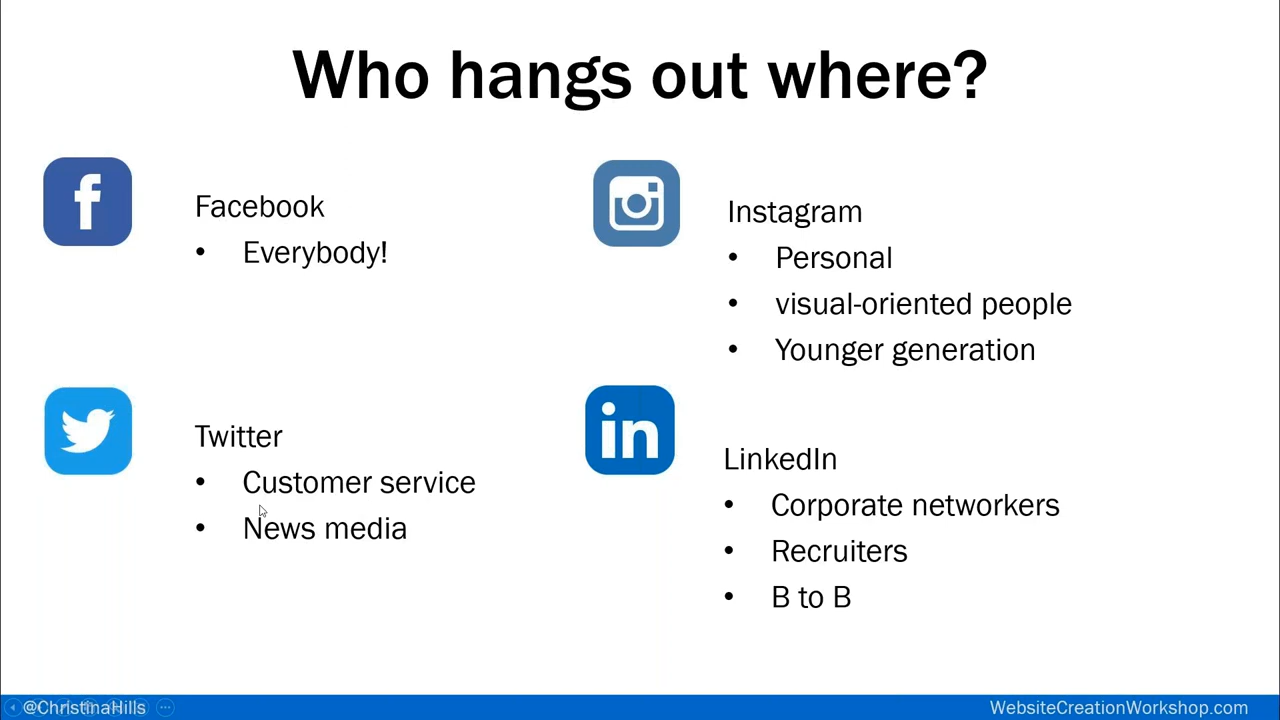 Who hangs out where?
Facebook
• Everybody!
Instagram
• Personal
• visual-oriented people
• Younger generation
Twitter
• Customer service
• News media
LinkedIn
• Corporate networkers
• Recruiters
• B to B
@ChristinaHills
WebsiteCreationWorkshop.com